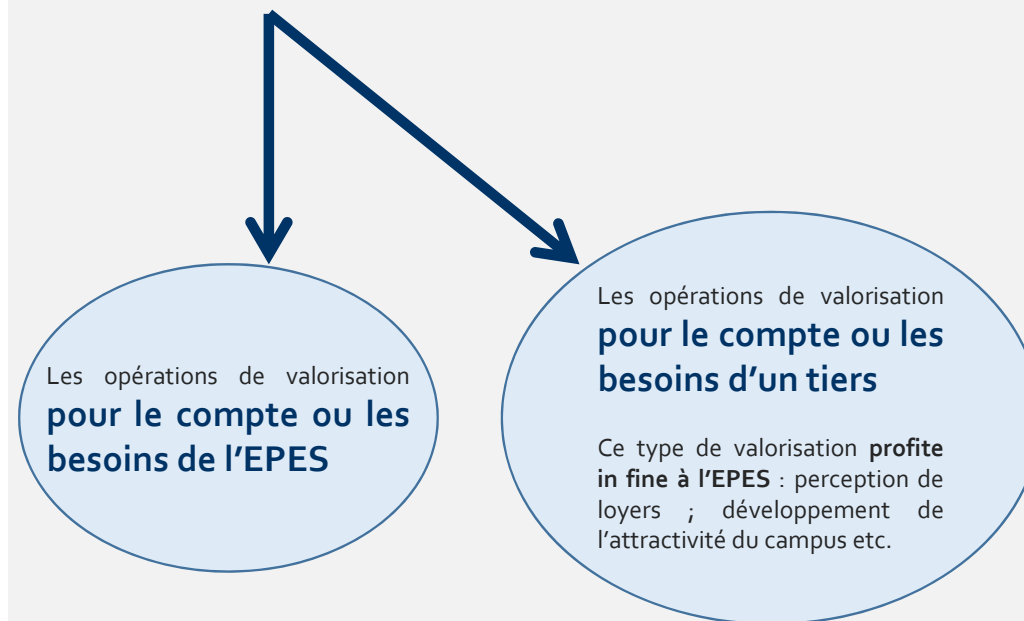 Les opérations de valorisation
pour le compte ou les
besoins de l’EPES
Les opérations de valorisation
pour le compte ou les
besoins d’un tiers
Ce type de valorisation profite
in fine à l’EPES : perception de
loyers ; développement de
l’attractivité du campus etc.